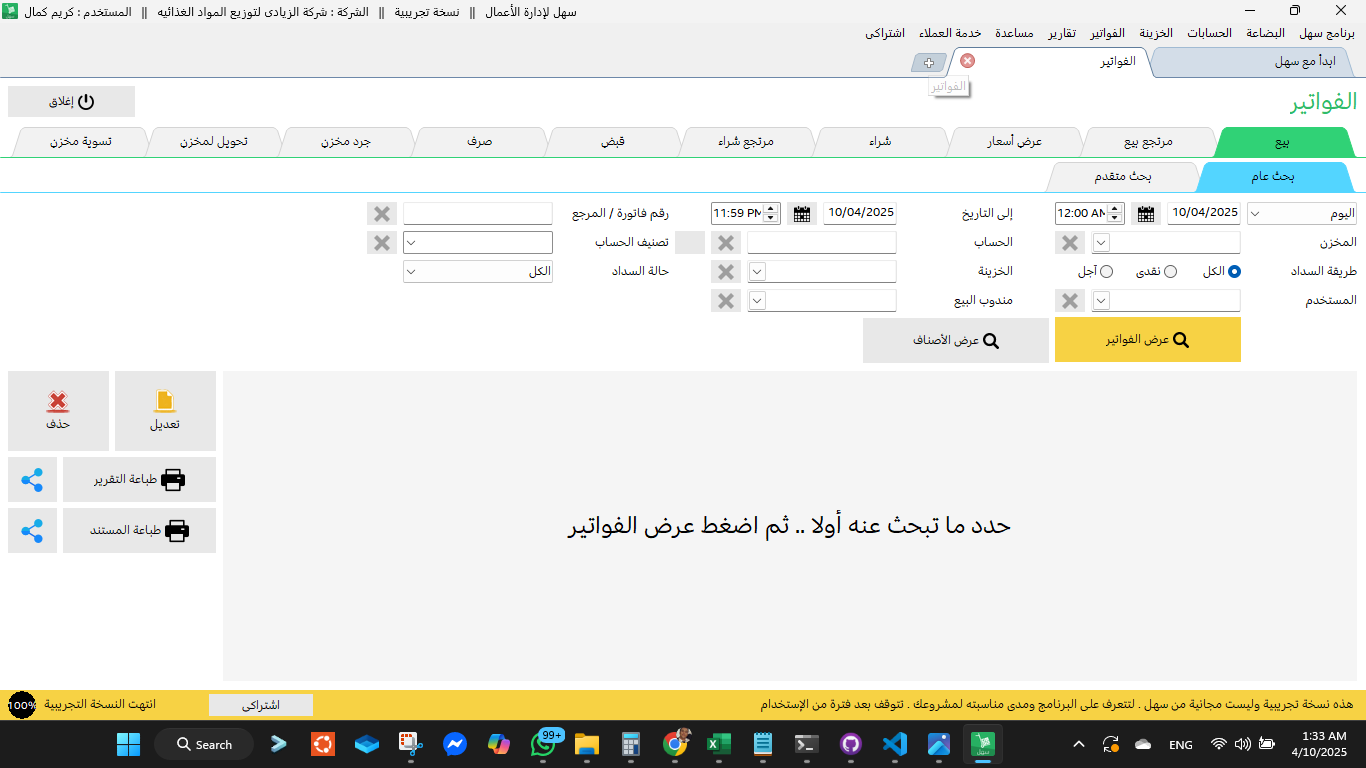 سهل لإدارة الأعمال || نسخة تجريبية || الشركة : شركة الزيادى لتوزيع المواد الغذائيه || المستخدم : كريم كمال
برنامج سهل البضاعة الحسابات الخزينة الفواتير تقارير مساعدة خدمة العملاء اشتراكى
ابدأ مع سهل الفواتير
الفواتير
الفواتير
إغلاق
بيع مرتجع بيع عرض أسعار شراء مرتجع شراء قبض صرف جرد مخزن تحويل لمخزن تسوية مخزن
بحث عام بحث متقدم
اليوم 10/04/2025 12:00 AM إلى التاريخ 10/04/2025 11:59 PM رقم فاتورة / المرجع
المخزن الحساب تصنيف الحساب
طريقة السداد الكل نقدى آجل الخزينة حالة السداد الكل
المستخدم مندوب البيع
عرض الفواتير عرض الأصناف
تعديل حذف
طباعة التقرير
طباعة المستند
حدد ما تبحث عنه أولا .. ثم اضغط عرض الفواتير
هذه نسخة تجريبية وليست مجانية من سهل . لتتعرف على البرنامج ومدى مناسبته لمشروعك . تتوقف بعد فترة من الإستخدام اشتراكى انتهت النسخة التجريبية 100%
Search 99+ ENG 1:33 AM
4/10/2025